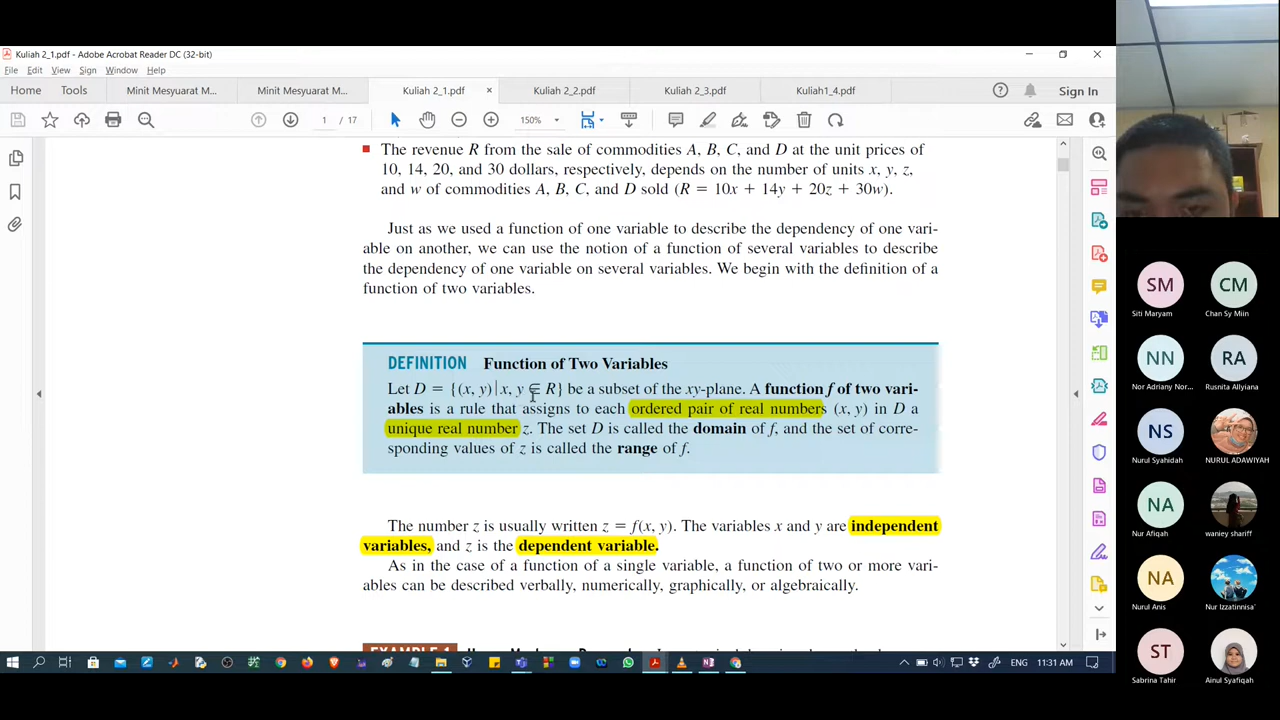 Kuliah 2_1.pdf - Adobe Acrobat Reader DC (32-bit)
File Edit View Sign Window Help
Home Tools Minit Mesyuarat M... Minit Mesyuarat M... Kuliah 2_1.pdf × Kuliah 2_2.pdf Kuliah 2_3.pdf Kuliah1_4.pdf Sign In
1 / 17 150%
The revenue R from the sale of commodities A, B, C, and D at the unit prices of
10, 14, 20, and 30 dollars, respectively, depends on the number of units x, y, z,
and w of commodities A, B, C, and D sold (R = 10x + 14y + 20z + 30w).
Just as we used a function of one variable to describe the dependency of one vari-
able on another, we can use the notion of a function of several variables to describe
the dependency of one variable on several variables. We begin with the definition of a
function of two variables.
DEFINITION Function of Two Variables
Let D = {(x, y)|x, y ∈ R} be a subset of the xy-plane. A function f of two vari-
ables is a rule that assigns to each ordered pair of real numbers (x, y) in D a
unique real number z. The set D is called the domain of f, and the set of corre-
sponding values of z is called the range of f.
The number z is usually written z = f(x, y). The variables x and y are independent
variables, and z is the dependent variable.
As in the case of a function of a single variable, a function of two or more vari-
ables can be described verbally, numerically, graphically, or algebraically.
ENG 11:31 AM
SM CM
Siti Maryam Chan Sy Miin
NN RA
Nor Adriany Nor... Rusnita Allyiana
NS
Nurul Syahidah NURUL ADAWIYAH
NA
Nur Afiqah waniey shariff
NA
Nurul Anis Nur Izzatinnisa'
ST
Sabrina Tahir Ainul Syafiqah